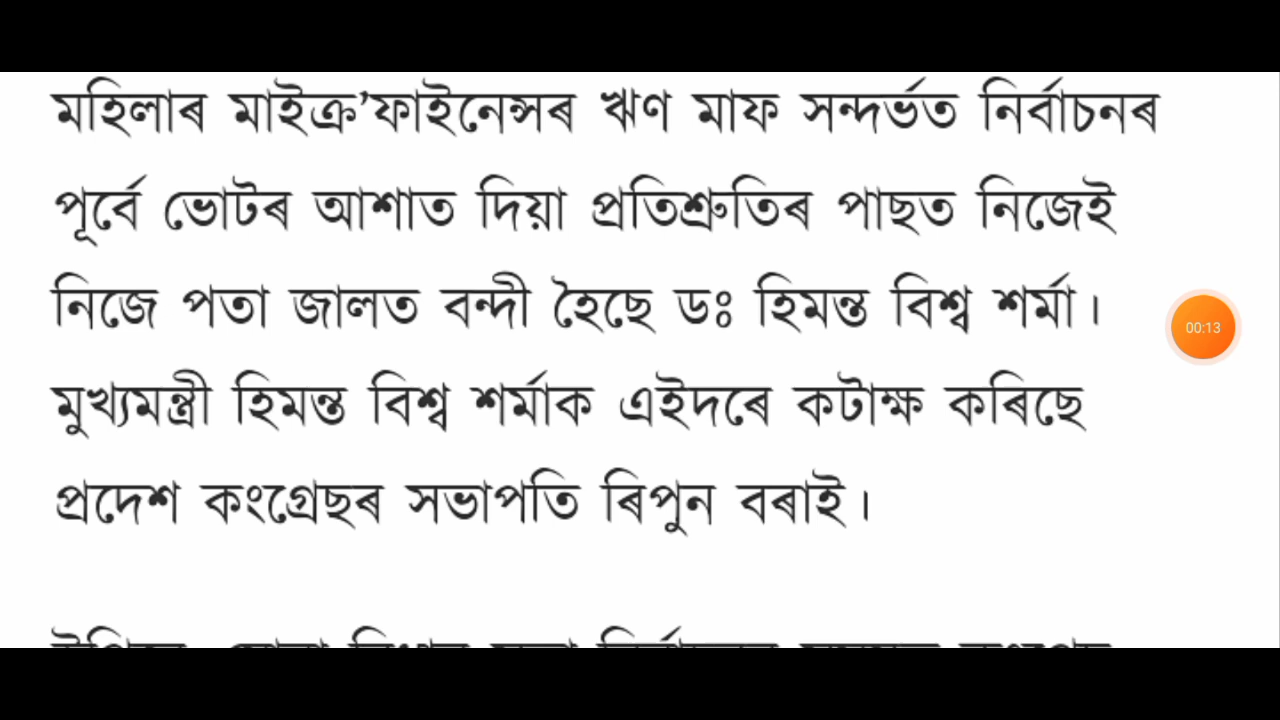 মহিলাৰ মাইক্ৰ’ফাইনেন্সৰ ঋণ মাফ সন্দৰ্ভত নিৰ্বাচনৰ
পূৰ্বে ভোটৰ আশাত দিয়া প্ৰতিশ্ৰুতিৰ পাছত নিজেই
নিজে পতা জালত বন্দী হৈছে ডঃ হিমন্ত বিশ্ব শৰ্মা।
00:13
মুখ্যমন্ত্ৰী হিমন্ত বিশ্ব শৰ্মাক এইদৰে কটাক্ষ কৰিছে
প্ৰদেশ কংগ্ৰেছৰ সভাপতি ৰিপুন বৰাই।